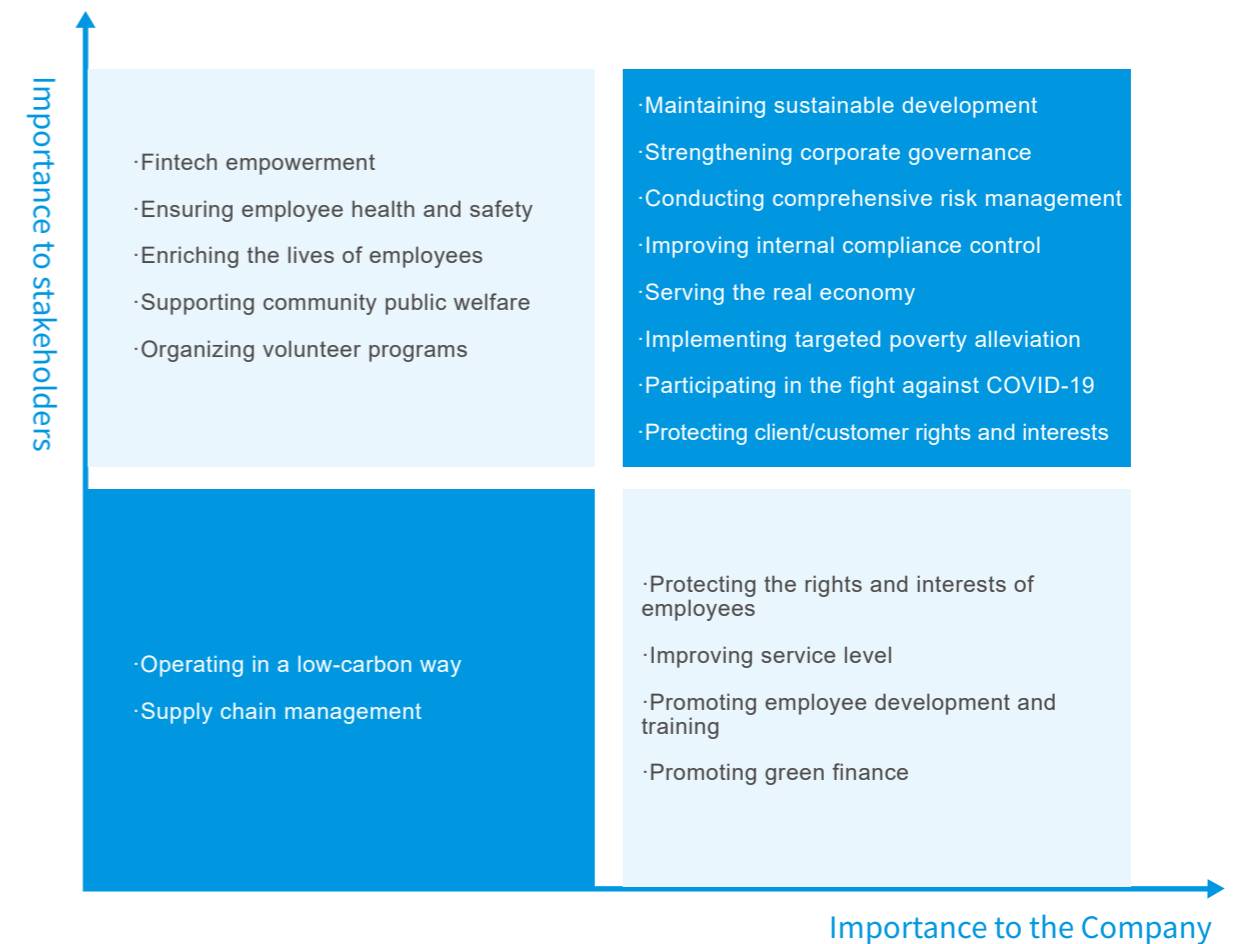 Importance to stakeholders
·Fintech empowerment
·Ensuring employee health and safety
·Enriching the lives of employees
·Supporting community public welfare
·Organizing volunteer programs
·Maintaining sustainable development
·Strengthening corporate governance
·Conducting comprehensive risk management
·Improving internal compliance control
·Serving the real economy
·Implementing targeted poverty alleviation
·Participating in the fight against COVID-19
·Protecting client/customer rights and interests
·Operating in a low-carbon way
·Supply chain management
·Protecting the rights and interests of
employees
·Improving service level
·Promoting employee development and
training
·Promoting green finance
Importance to the Company